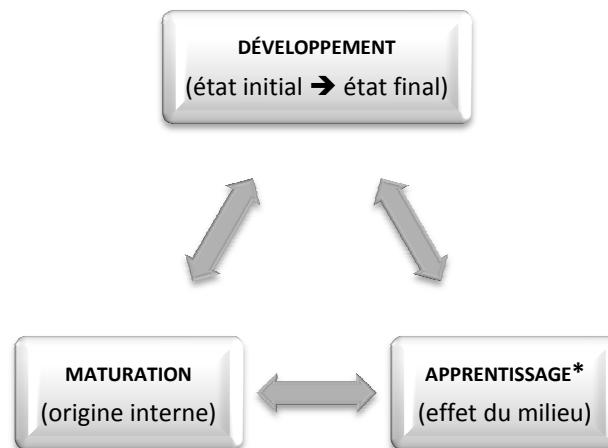 DÉVELOPPEMENT
(état initial ➔ état final)
MATURATION
(origine interne)
APPRENTISSAGE*
(effet du milieu)